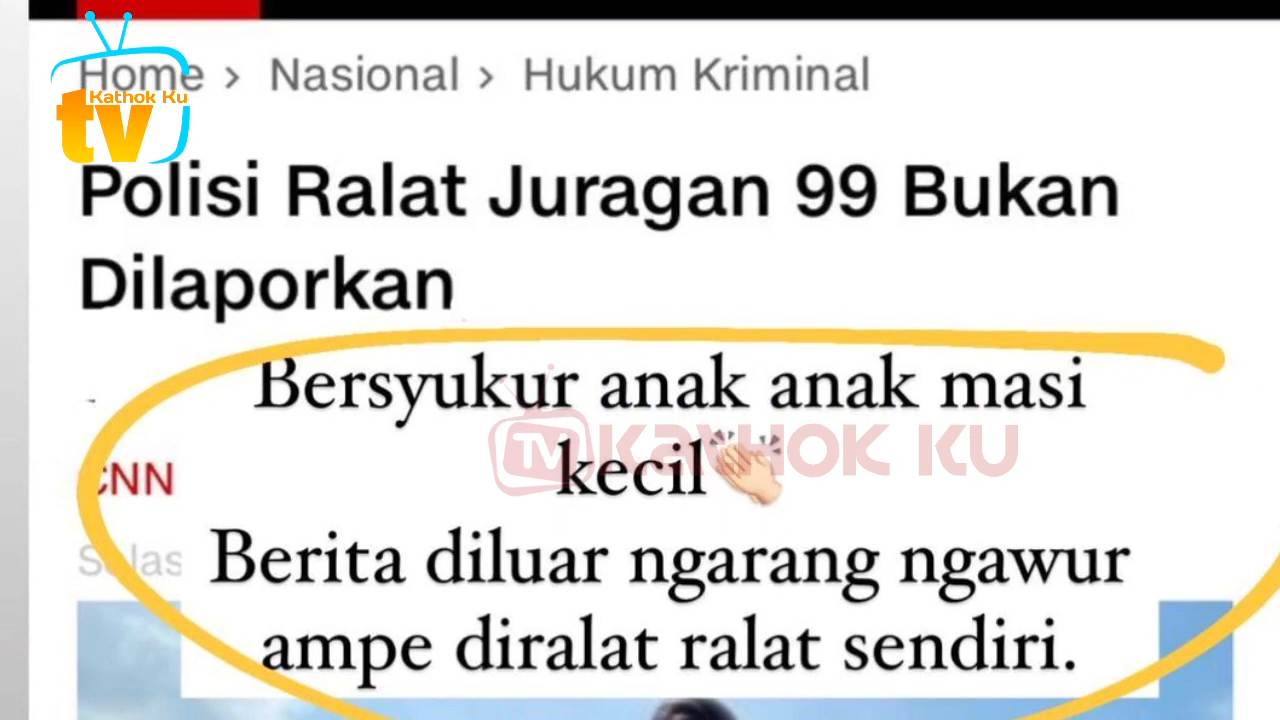 Home > Nasional > Hukum Kriminal
Kathok Ku
tv
Polisi Ralat Juragan 99 Bukan
Dilaporkan
Bersyukur anak anak masi
kecil👏🏻
TV KATHOK KU
CNN
Selas
Berita diluar ngarang ngawur
ampe diralat ralat sendiri.